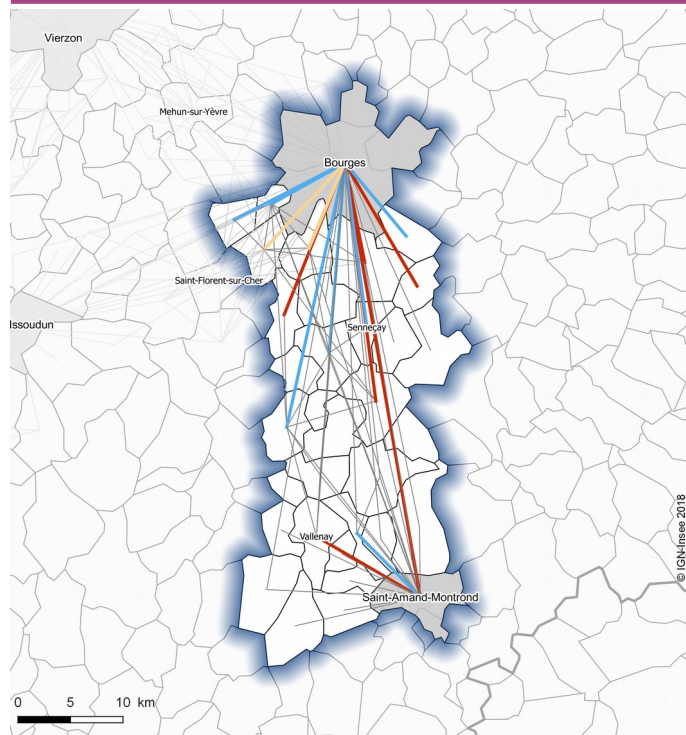 Vierzon
Mehun-sur-Yèvre
Bourges
Saint-Florent-sur-Cher
Issoudun
Senneçay
© IGN-Insee 2018
Vallenay
Saint-Amand-Montrond
0 5 10 km